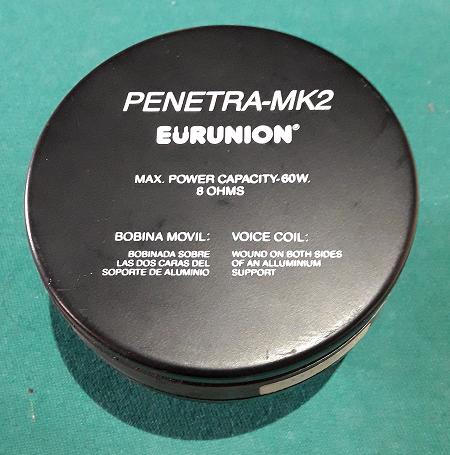 PENETRA-MK2
EURUNION®
MAX. POWER CAPACITY-60W.
8 OHMS
BOBINA MOVIL:
BOBINADA SOBRE
LAS DOS CARAS DEL
SOPORTE DE ALUMINIO
VOICE COIL:
WOUND ON BOTH SIDES
OF AN ALLUMINIUM
SUPPORT